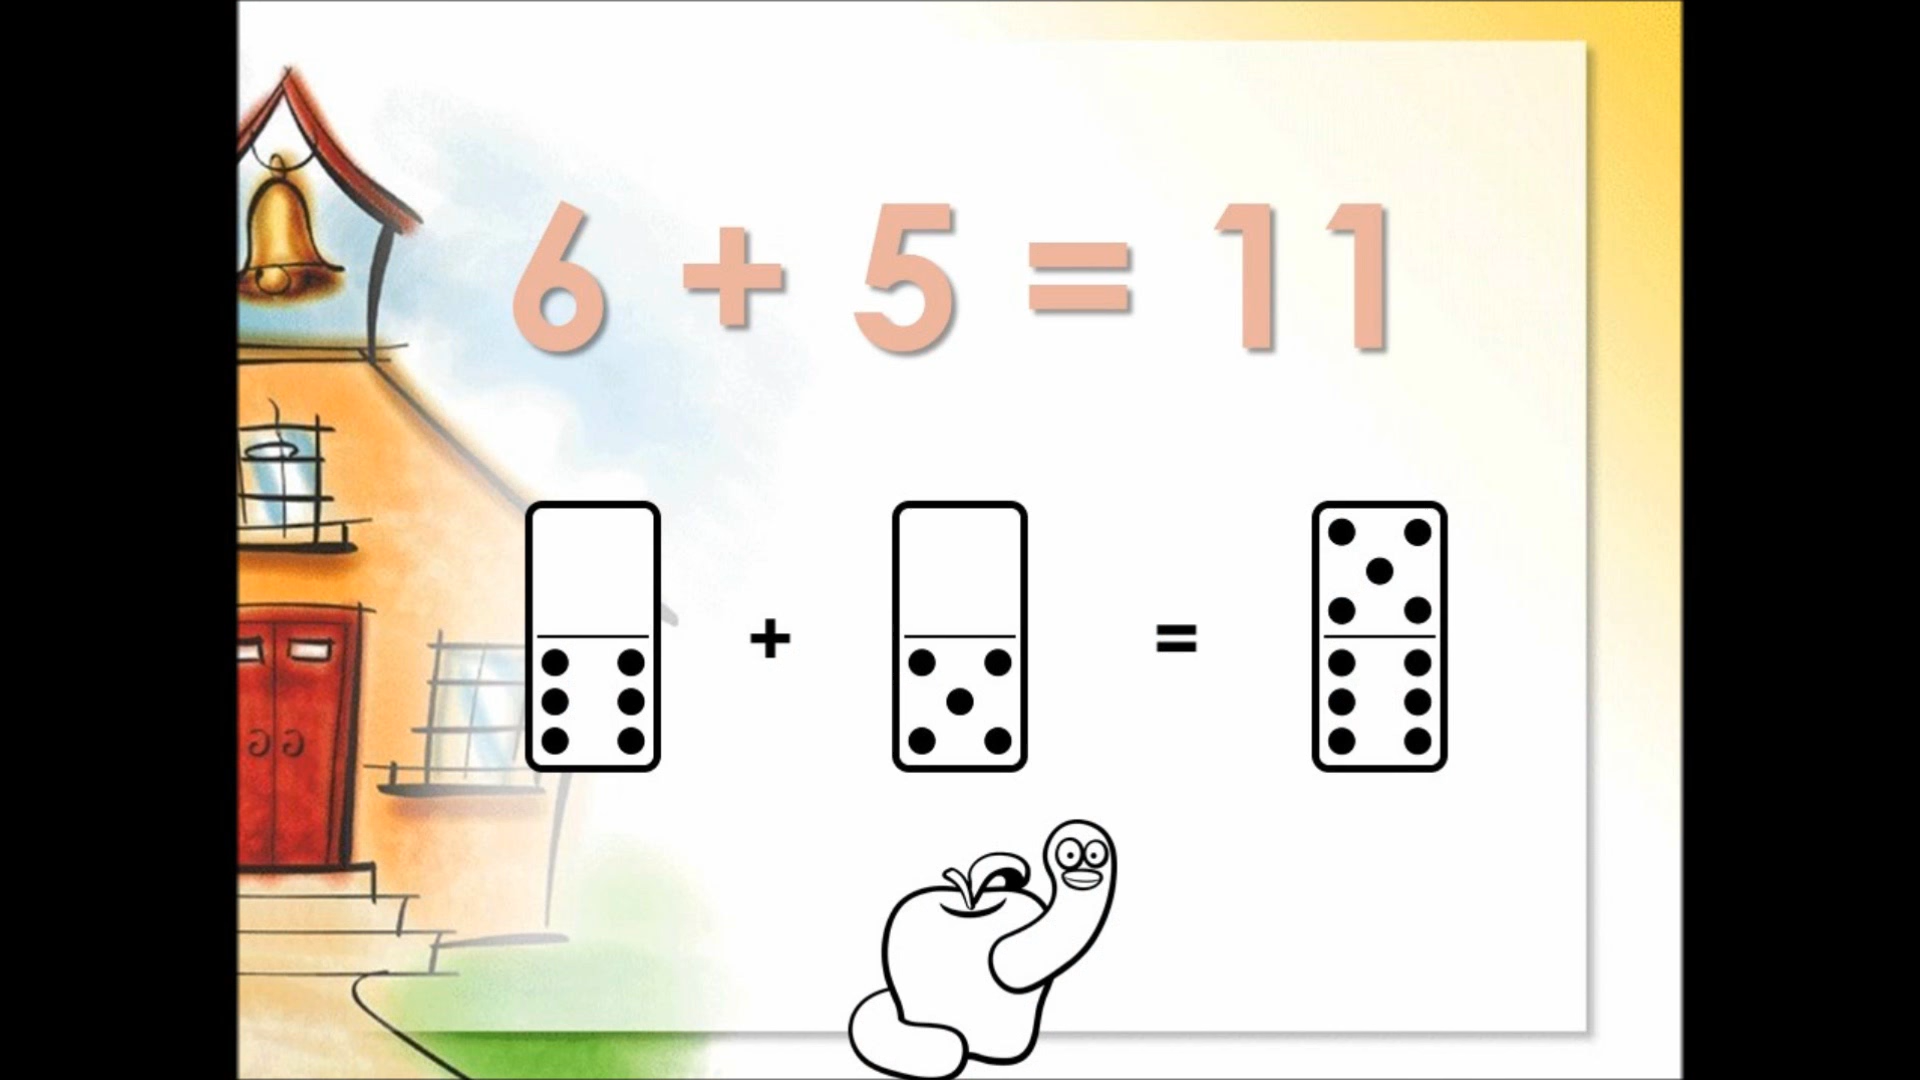 6 + 5 = 11
+ =